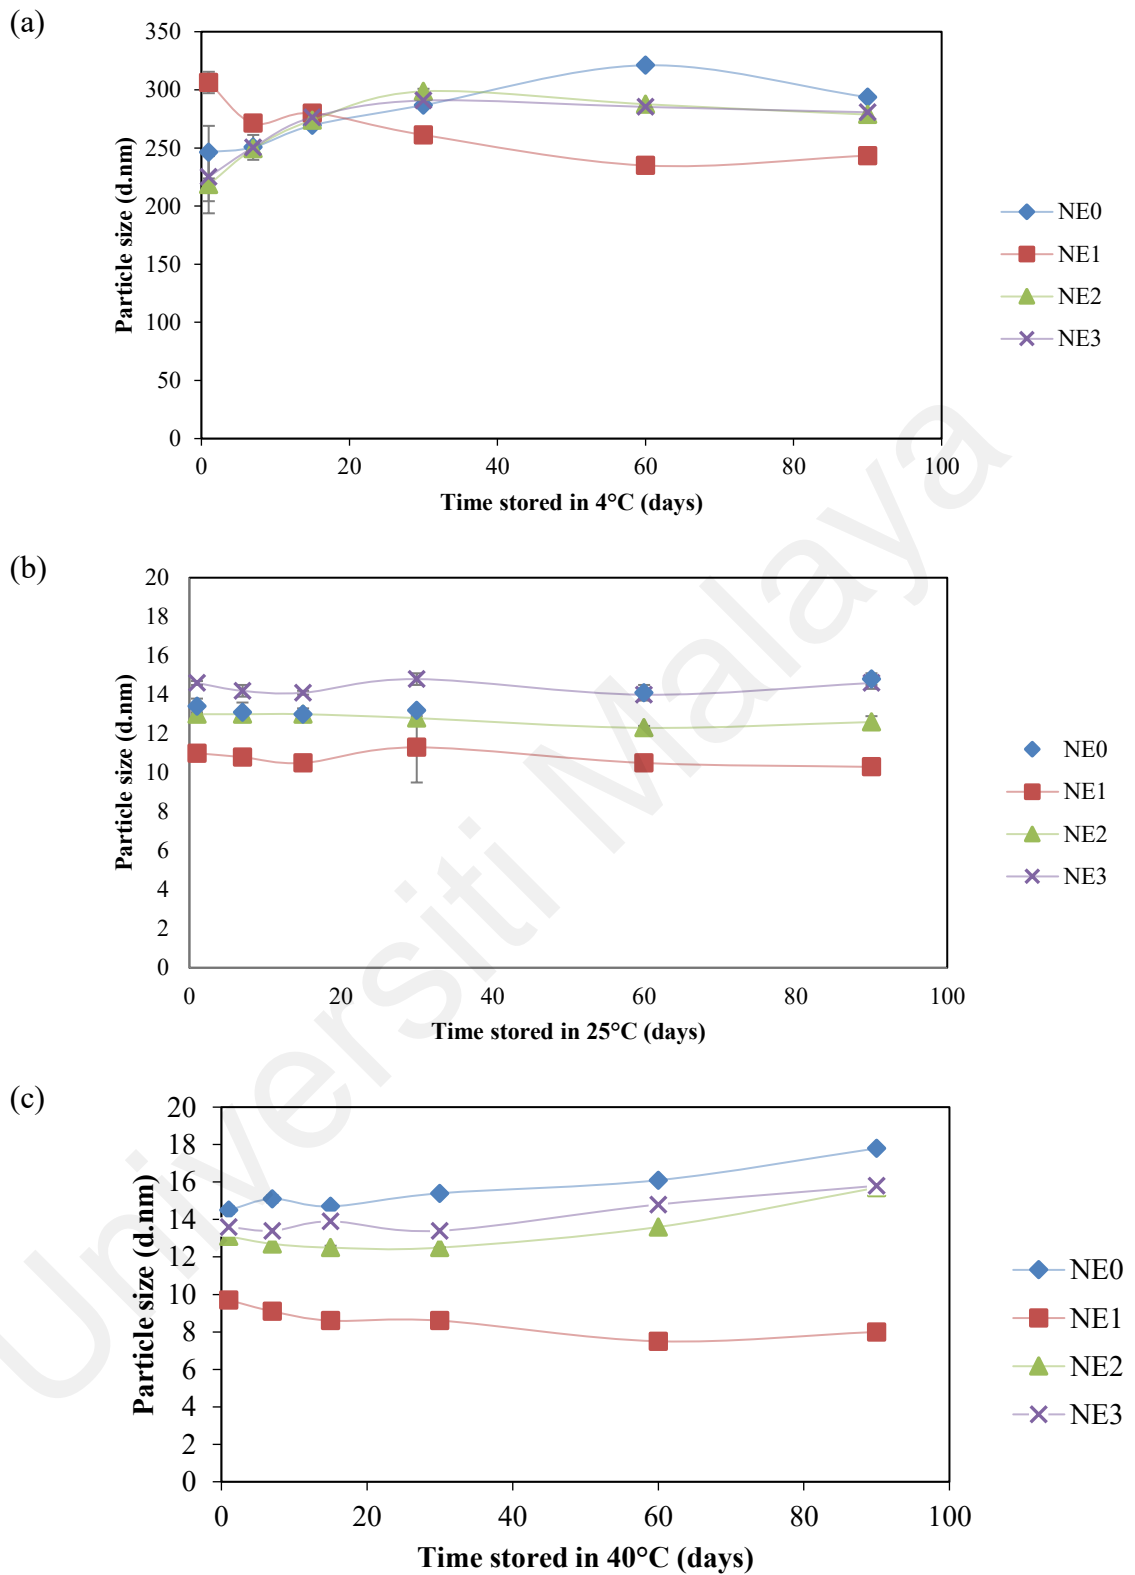 (a)
350
300
250
200
150
100
50
0
Particle size (d.nm)
0 20 40 60 80 100
Time stored in 4°C (days)
NE0
NE1
NE2
NE3
(b)
20
18
16
14
12
10
8
6
4
2
0
Particle size (d.nm)
0 20 40 60 80 100
Time stored in 25°C (days)
NE0
NE1
NE2
NE3
(c)
20
18
16
14
12
10
8
6
4
2
0
Particle size (d.nm)
0 20 40 60 80 100
Time stored in 40°C (days)
NE0
NE1
NE2
NE3
Universiti Malaya